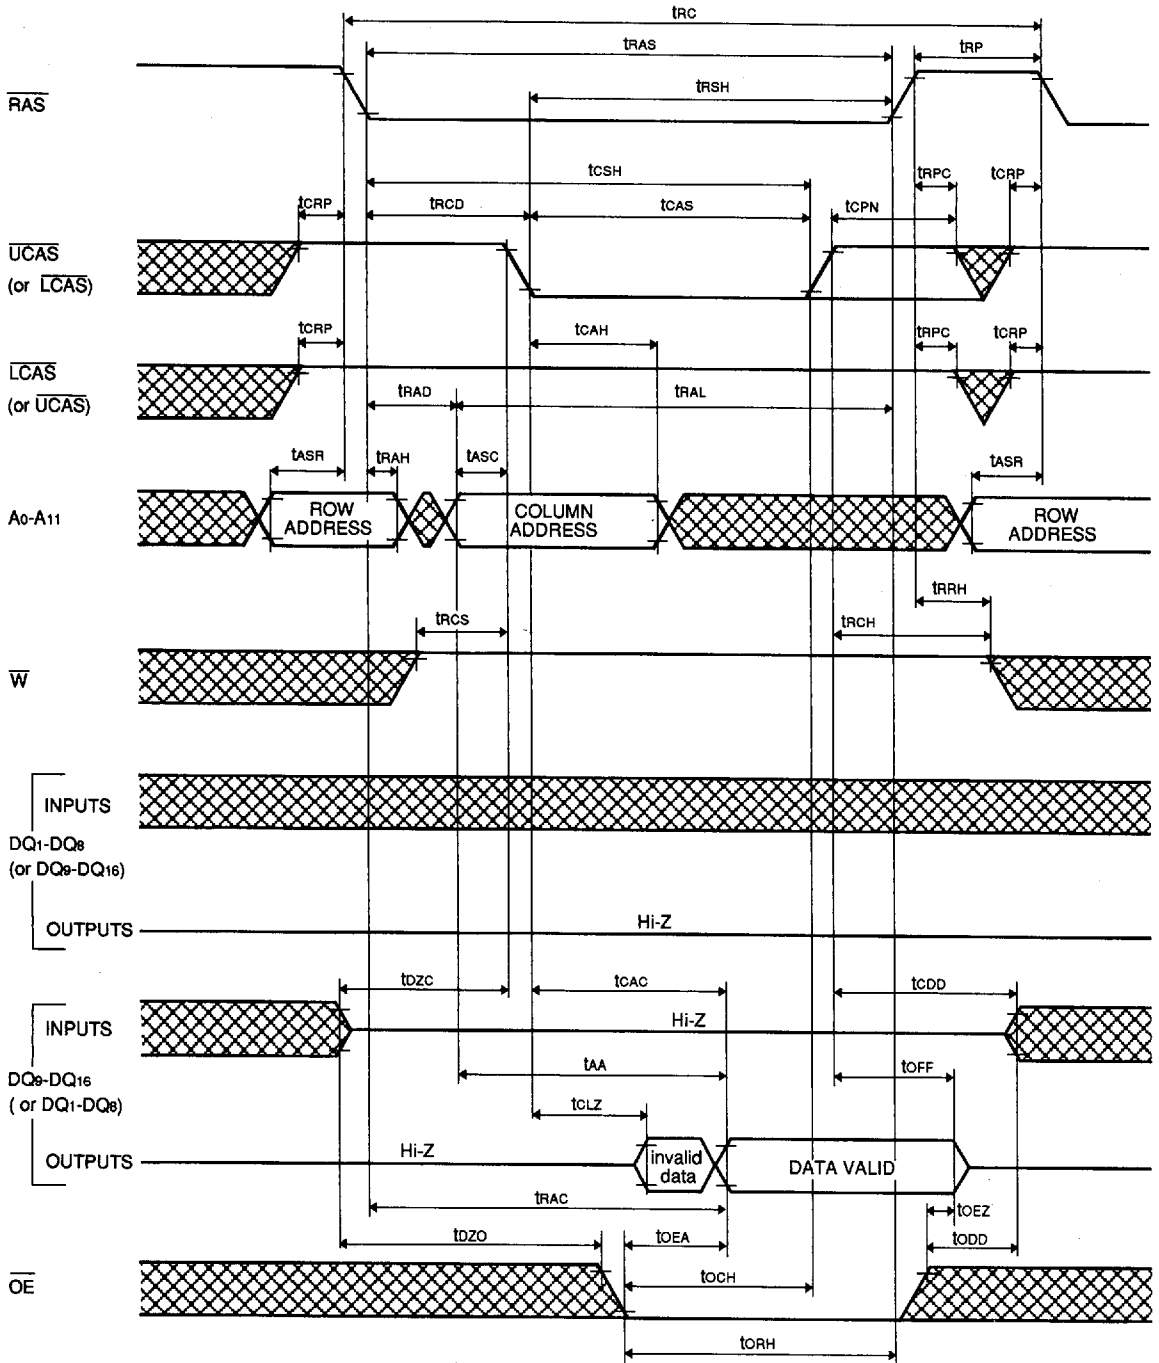 tRC
tRAS
tRP
RAS
tRSH
tCSH
tRPC
tCRP
tCRP
tRCD
tCAS
tCPN
UCAS
(or LCAS)
tCRP
tCAH
tRPC
tCRP
LCAS
(or UCAS)
tRAD
tRAL
tASR
tRAH
tASC
tASR
A0-A11
ROW
ADDRESS
COLUMN
ADDRESS
ROW
ADDRESS
tRRH
tRCS
tRCH
W
INPUTS
DQ1-DQ8
(or DQ9-DQ16)
OUTPUTS
Hi-Z
tDZC
tCAC
tCDD
INPUTS
Hi-Z
tAA
tOFF
DQ9-DQ16
( or DQ1-DQ8)
tCLZ
OUTPUTS
Hi-Z
invalid
data
DATA VALID
tRAC
tOEZ
tDZO
tOEA
tODD
OE
tOCH
tORH